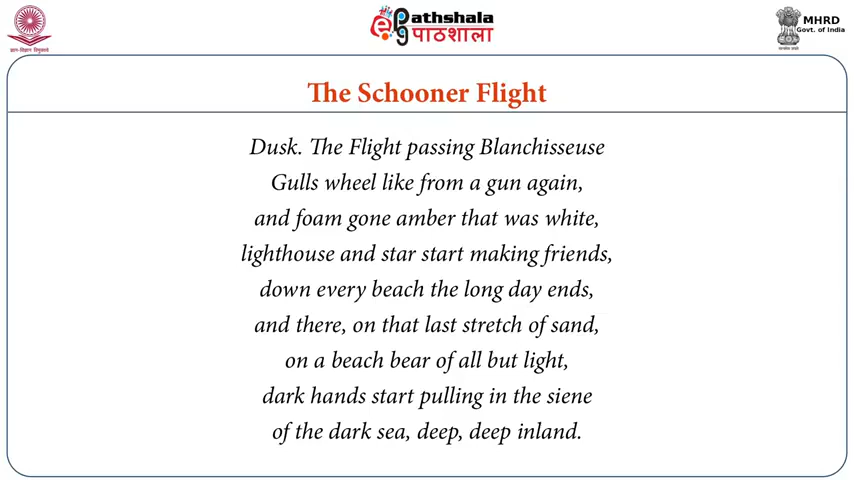 ePathshala
पाठशाला
MHRD
Govt. of India
The Schooner Flight
Dusk. The Flight passing Blanchisseuse
Gulls wheel like from a gun again,
and foam gone amber that was white,
lighthouse and star start making friends,
down every beach the long day ends,
and there, on that last stretch of sand,
on a beach bear of all but light,
dark hands start pulling in the siene
of the dark sea, deep, deep inland.